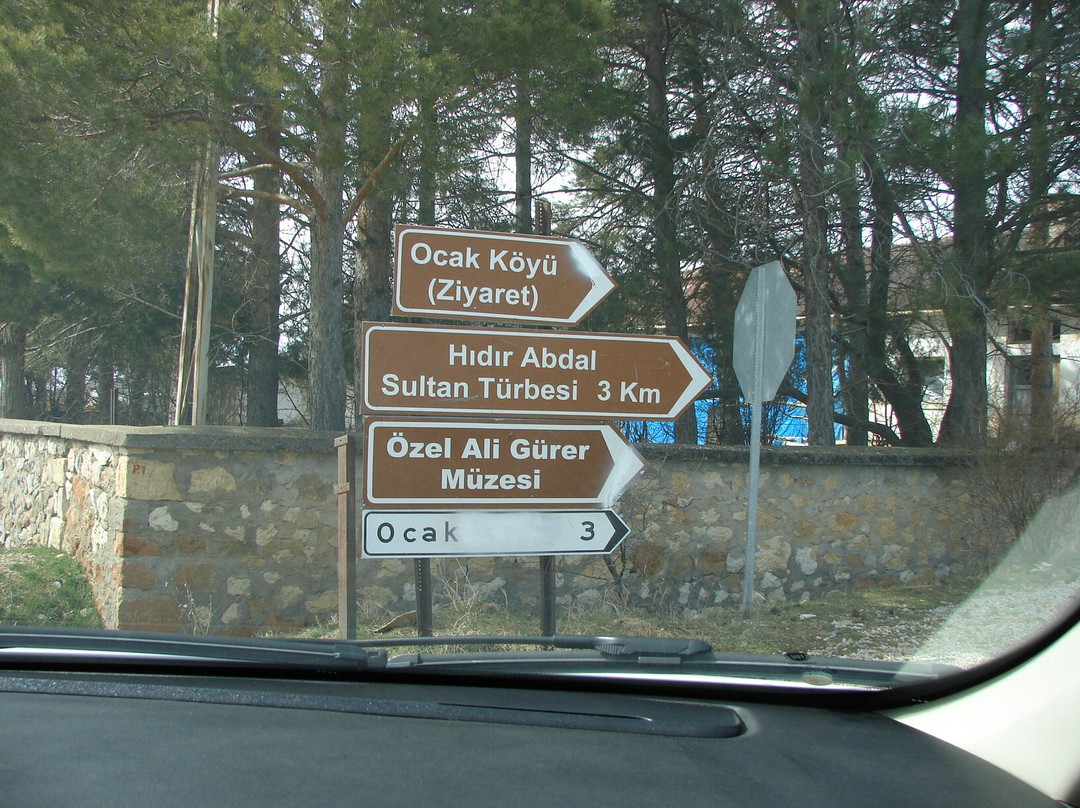 Ocak Köyü
(Ziyaret)
Hıdır Abdal
Sultan Türbesi 3 Km
Özel Ali Gürer
Müzesi
Ocak 3